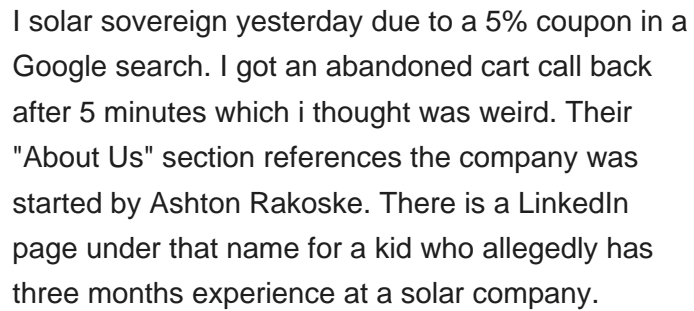 I solar sovereign yesterday due to a 5% coupon in a
Google search. I got an abandoned cart call back
after 5 minutes which i thought was weird. Their
"About Us" section references the company was
started by Ashton Rakoske. There is a LinkedIn
page under that name for a kid who allegedly has
three months experience at a solar company.